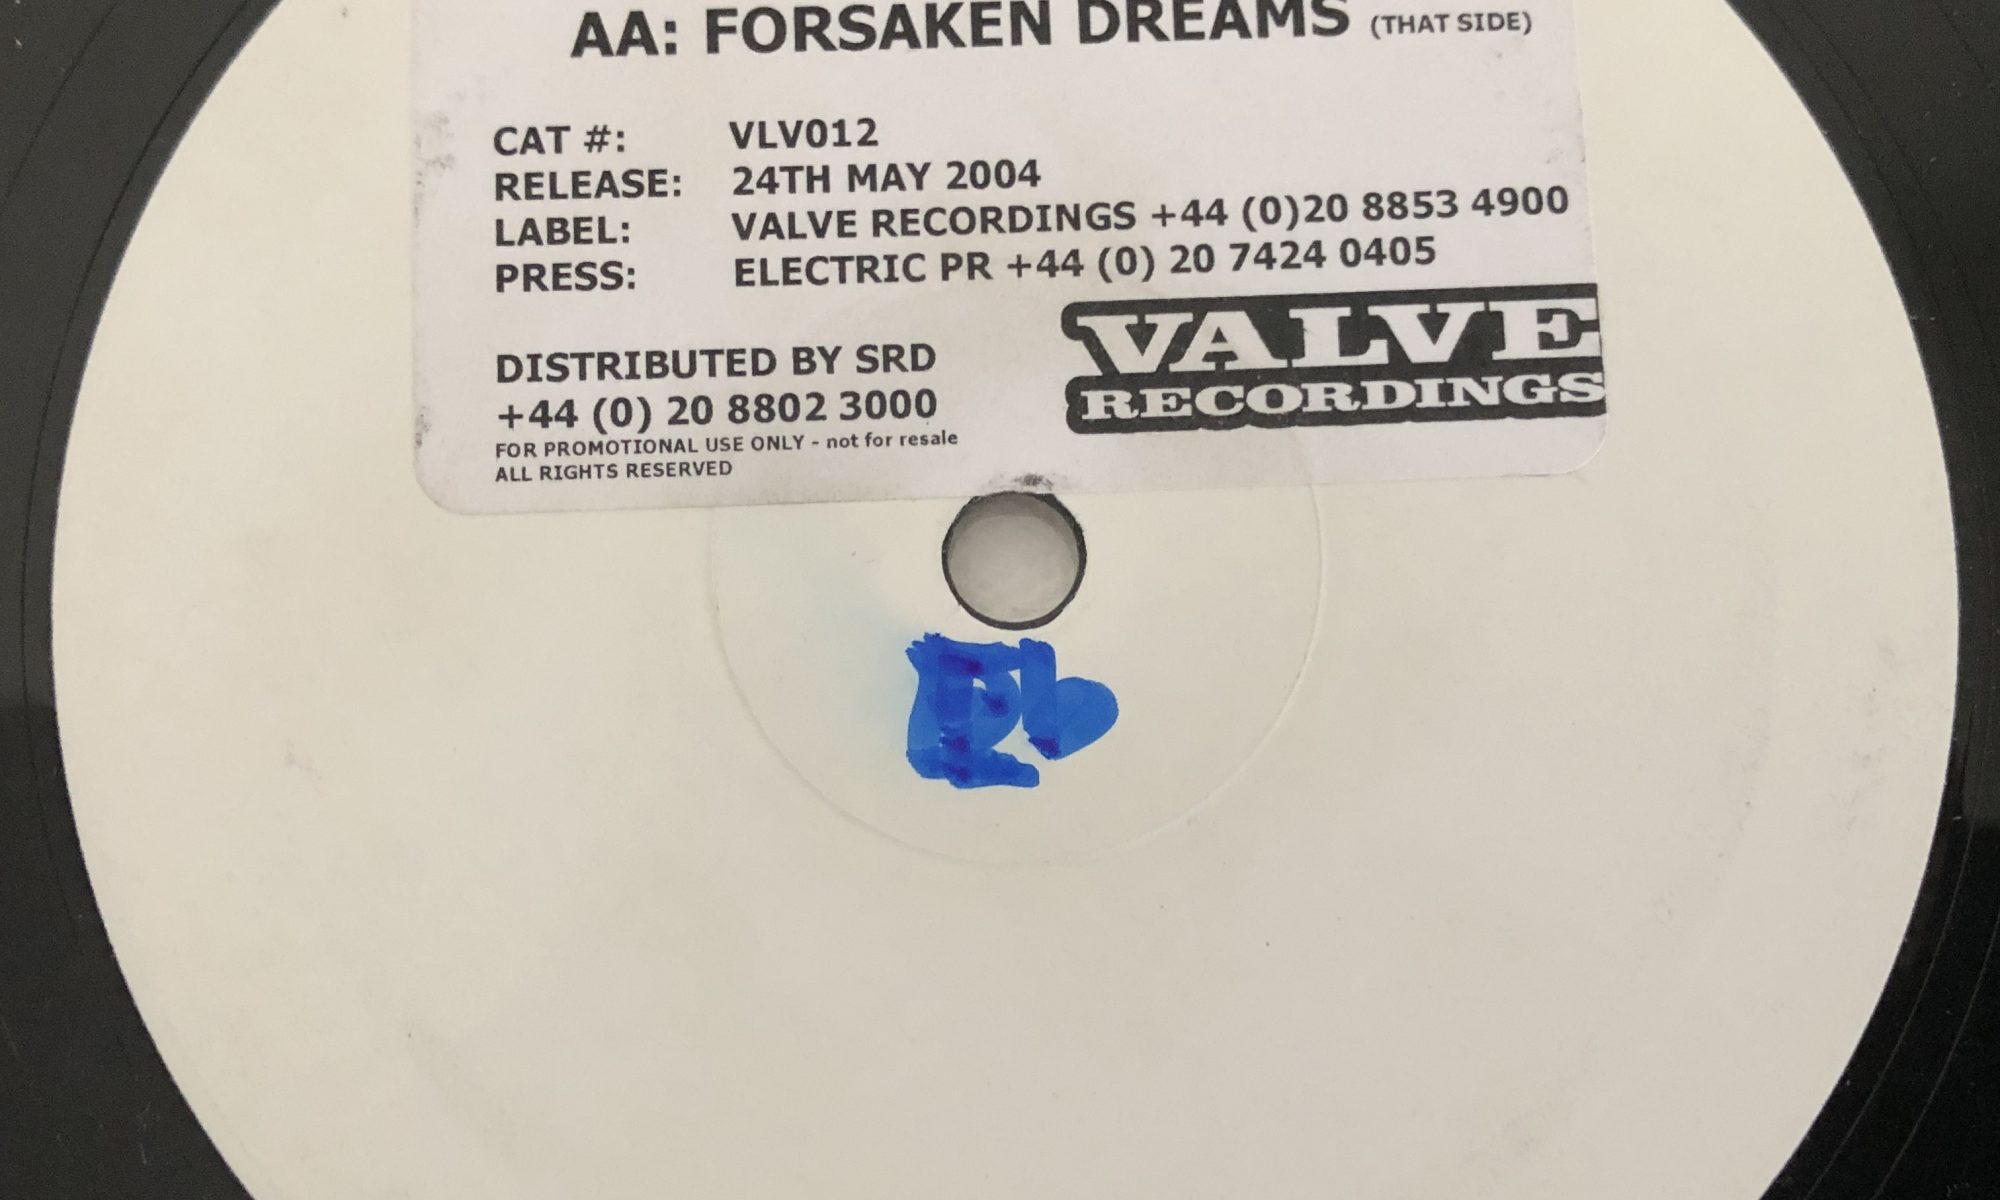 AA: FORSAKEN DREAMS (THAT SIDE)
CAT #: VLV012
RELEASE: 24TH MAY 2004
LABEL: VALVE RECORDINGS +44 (0)20 8853 4900
PRESS: ELECTRIC PR +44 (0) 20 7424 0405
VALVE
RECORDINGS
DISTRIBUTED BY SRD
+44 (0) 20 8802 3000
FOR PROMOTIONAL USE ONLY - not for resale
ALL RIGHTS RESERVED